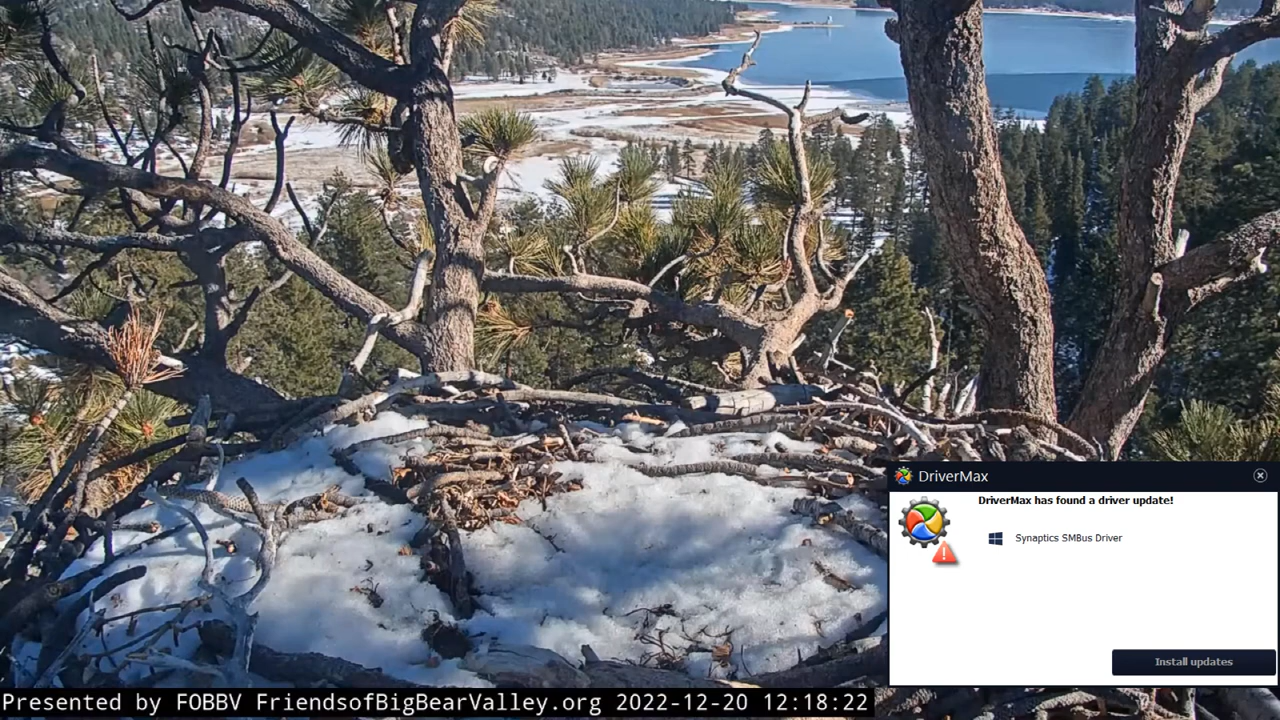 DriverMax
DriverMax has found a driver update!
Synaptics SMBus Driver
Install updates
Presented by FOBBV FriendsofBigBearValley.org 2022-12-20 12:18:22